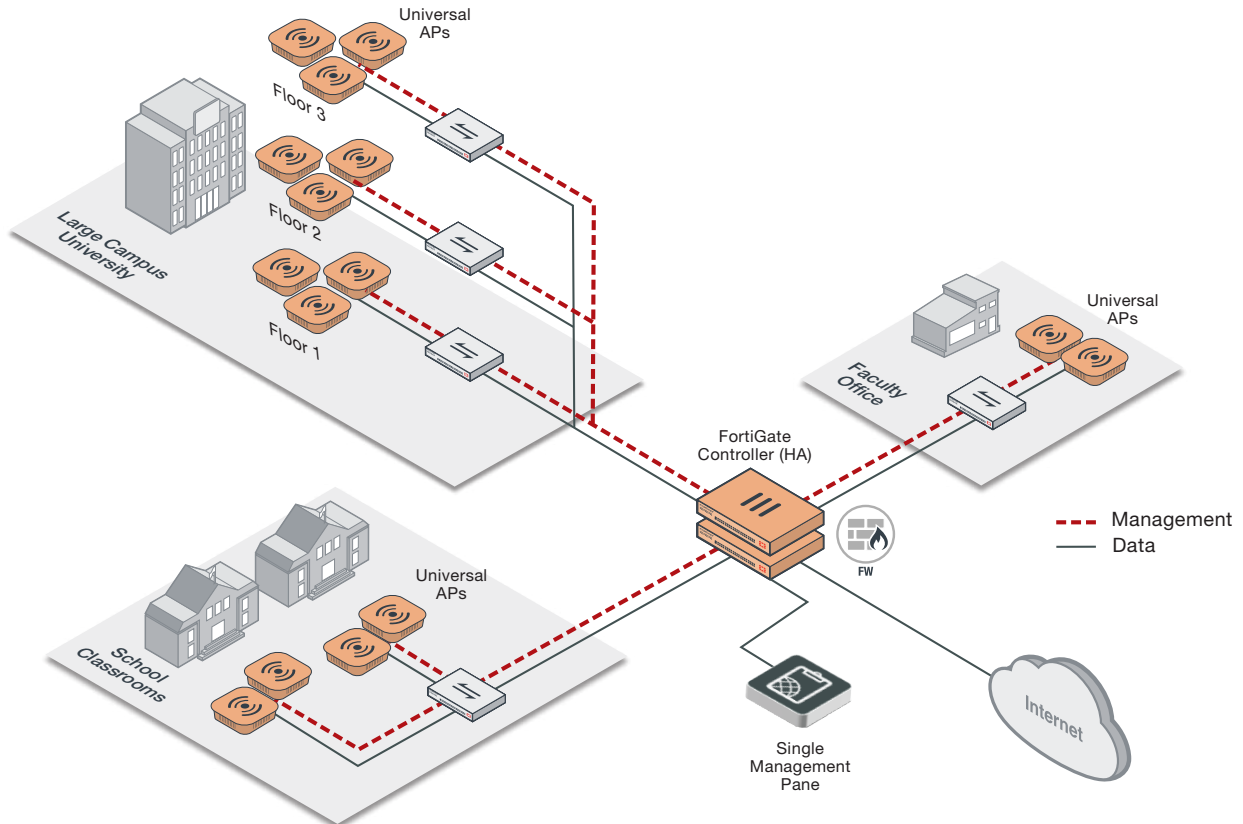 Universal
APs
Floor 3
Floor 2
Floor 1
Large Campus
University
Universal
APs
Faculty
Office
FortiGate
Controller (HA)
FW
Management
Data
Universal
APs
School
Classrooms
Single
Management
Pane
Internet